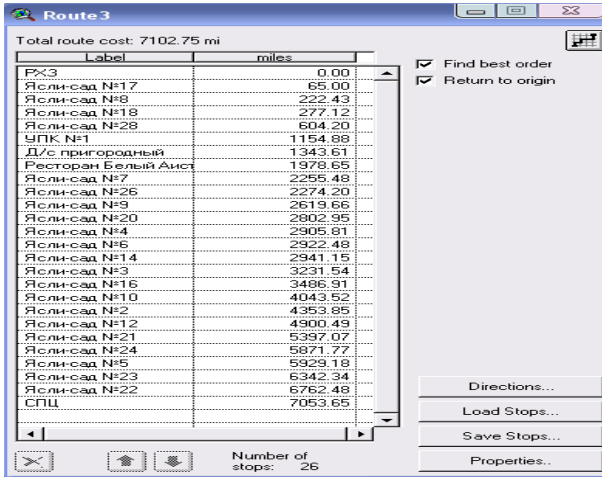 Route3
Total route cost: 7102.75 mi
Label miles
РХЗ 0.00
Ясли-сад №17 65.00
Ясли-сад №8 222.43
Ясли-сад №18 277.12
Ясли-сад №28 604.20
УПК №1 1154.88
Д/с пригородный 1343.61
Ресторан Белый Аист 1978.65
Ясли-сад №7 2255.48
Ясли-сад №26 2274.20
Ясли-сад №9 2619.66
Ясли-сад №20 2802.95
Ясли-сад №4 2905.81
Ясли-сад №6 2922.48
Ясли-сад №14 2941.15
Ясли-сад №3 3231.54
Ясли-сад №16 3486.91
Ясли-сад №10 4043.52
Ясли-сад №2 4353.85
Ясли-сад №12 4900.49
Ясли-сад №21 5397.07
Ясли-сад №24 5871.77
Ясли-сад №5 5929.18
Ясли-сад №23 6342.34
Ясли-сад №22 6762.48
СПЦ 7053.65
Number of
stops: 26
Find best order
Return to origin
Directions...
Load Stops...
Save Stops...
Properties..